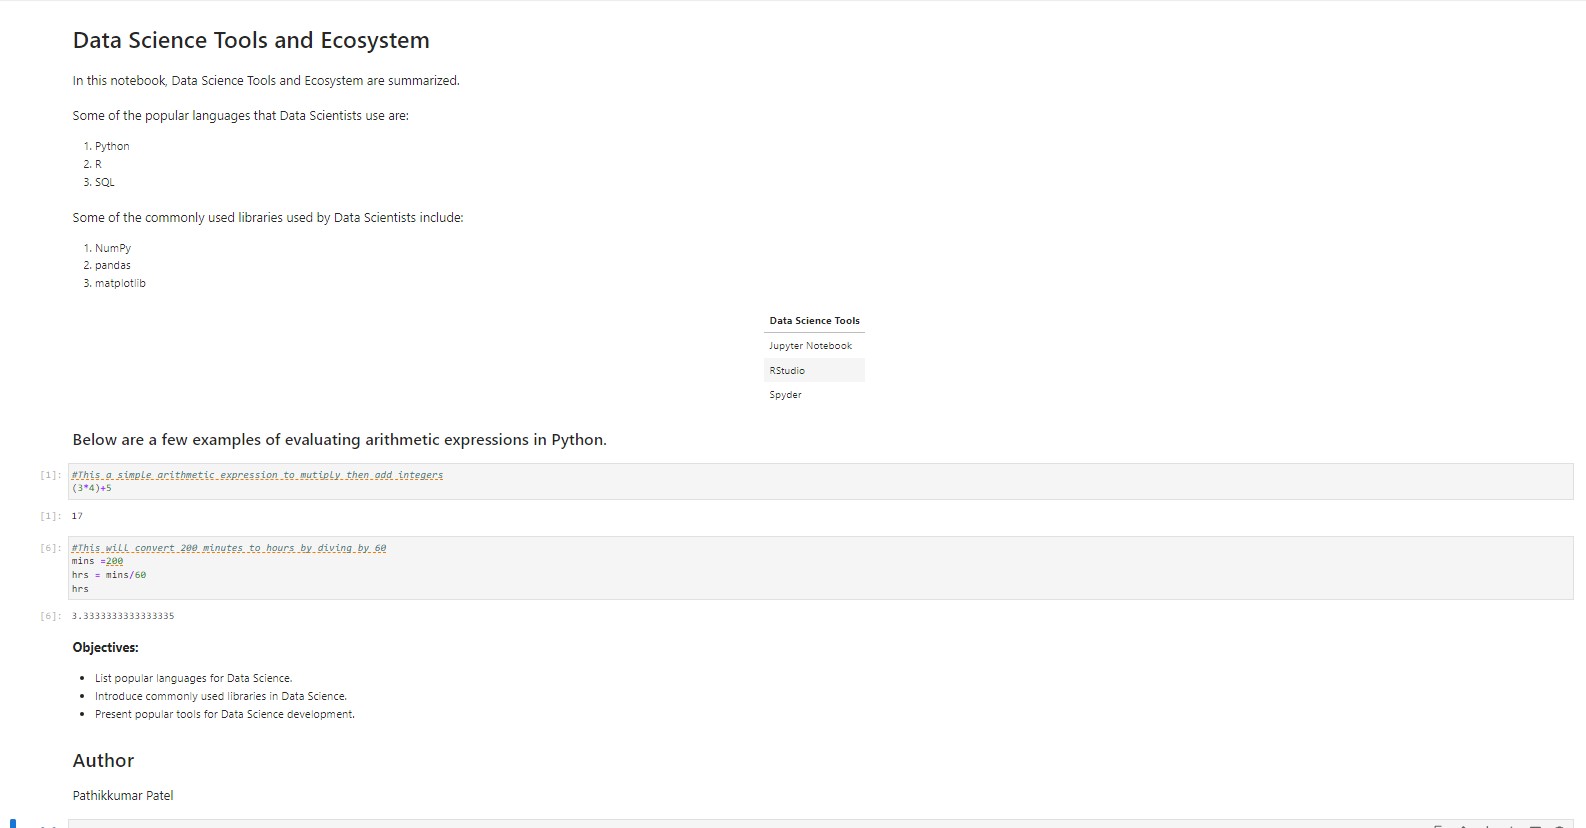 Data Science Tools and Ecosystem
In this notebook, Data Science Tools and Ecosystem are summarized.
Some of the popular languages that Data Scientists use are:
1. Python
2. R
3. SQL
Some of the commonly used libraries used by Data Scientists include:
1. NumPy
2. pandas
3. matplotlib
Data Science Tools
Jupyter Notebook
RStudio
Spyder
Below are a few examples of evaluating arithmetic expressions in Python.
[1]: #This a simple arithmetic expression to mutiply then add integers
(3*4)+5
[1]: 17
[6]: #This will convert 200 minutes to hours by diving by 60
mins =200
hrs = mins/60
hrs
[6]: 3.3333333333333335
Objectives:
• List popular languages for Data Science.
• Introduce commonly used libraries in Data Science.
• Present popular tools for Data Science development.
Author
Pathikkumar Patel